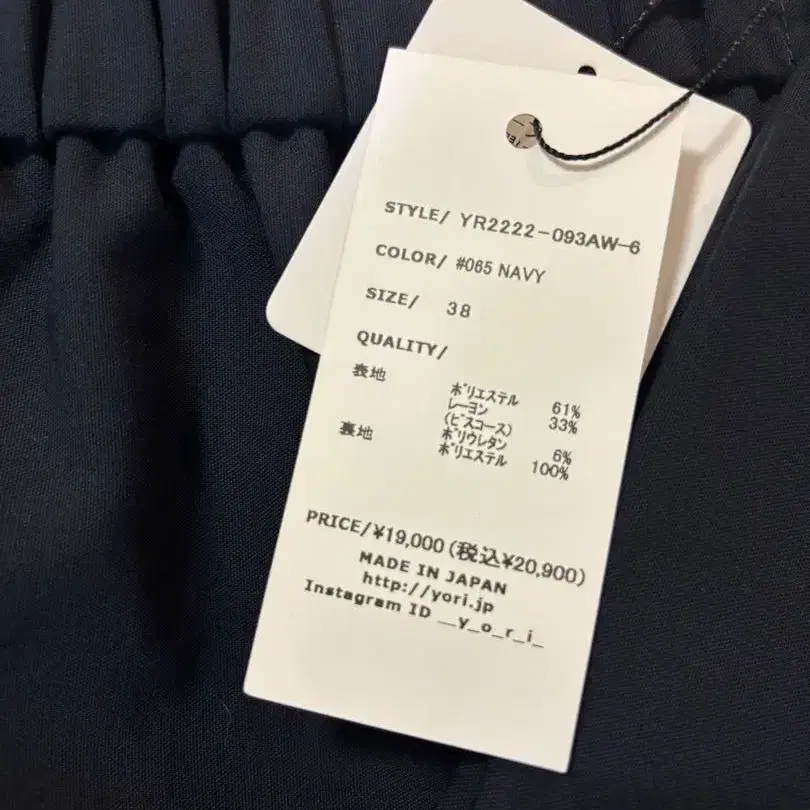 STYLE/ YR2222-093AW-6
COLOR/ #065 NAVY
SIZE/ 38
QUALITY/
表地 ポリエステル 61%
レーヨン 33%
(ビスコース)
ポリウレタン 6%
裏地 ポリエステル 100%
PRICE/¥19,000(税込¥20,900)
MADE IN JAPAN
http://yori.jp
Instagram ID __y_o_r_i_